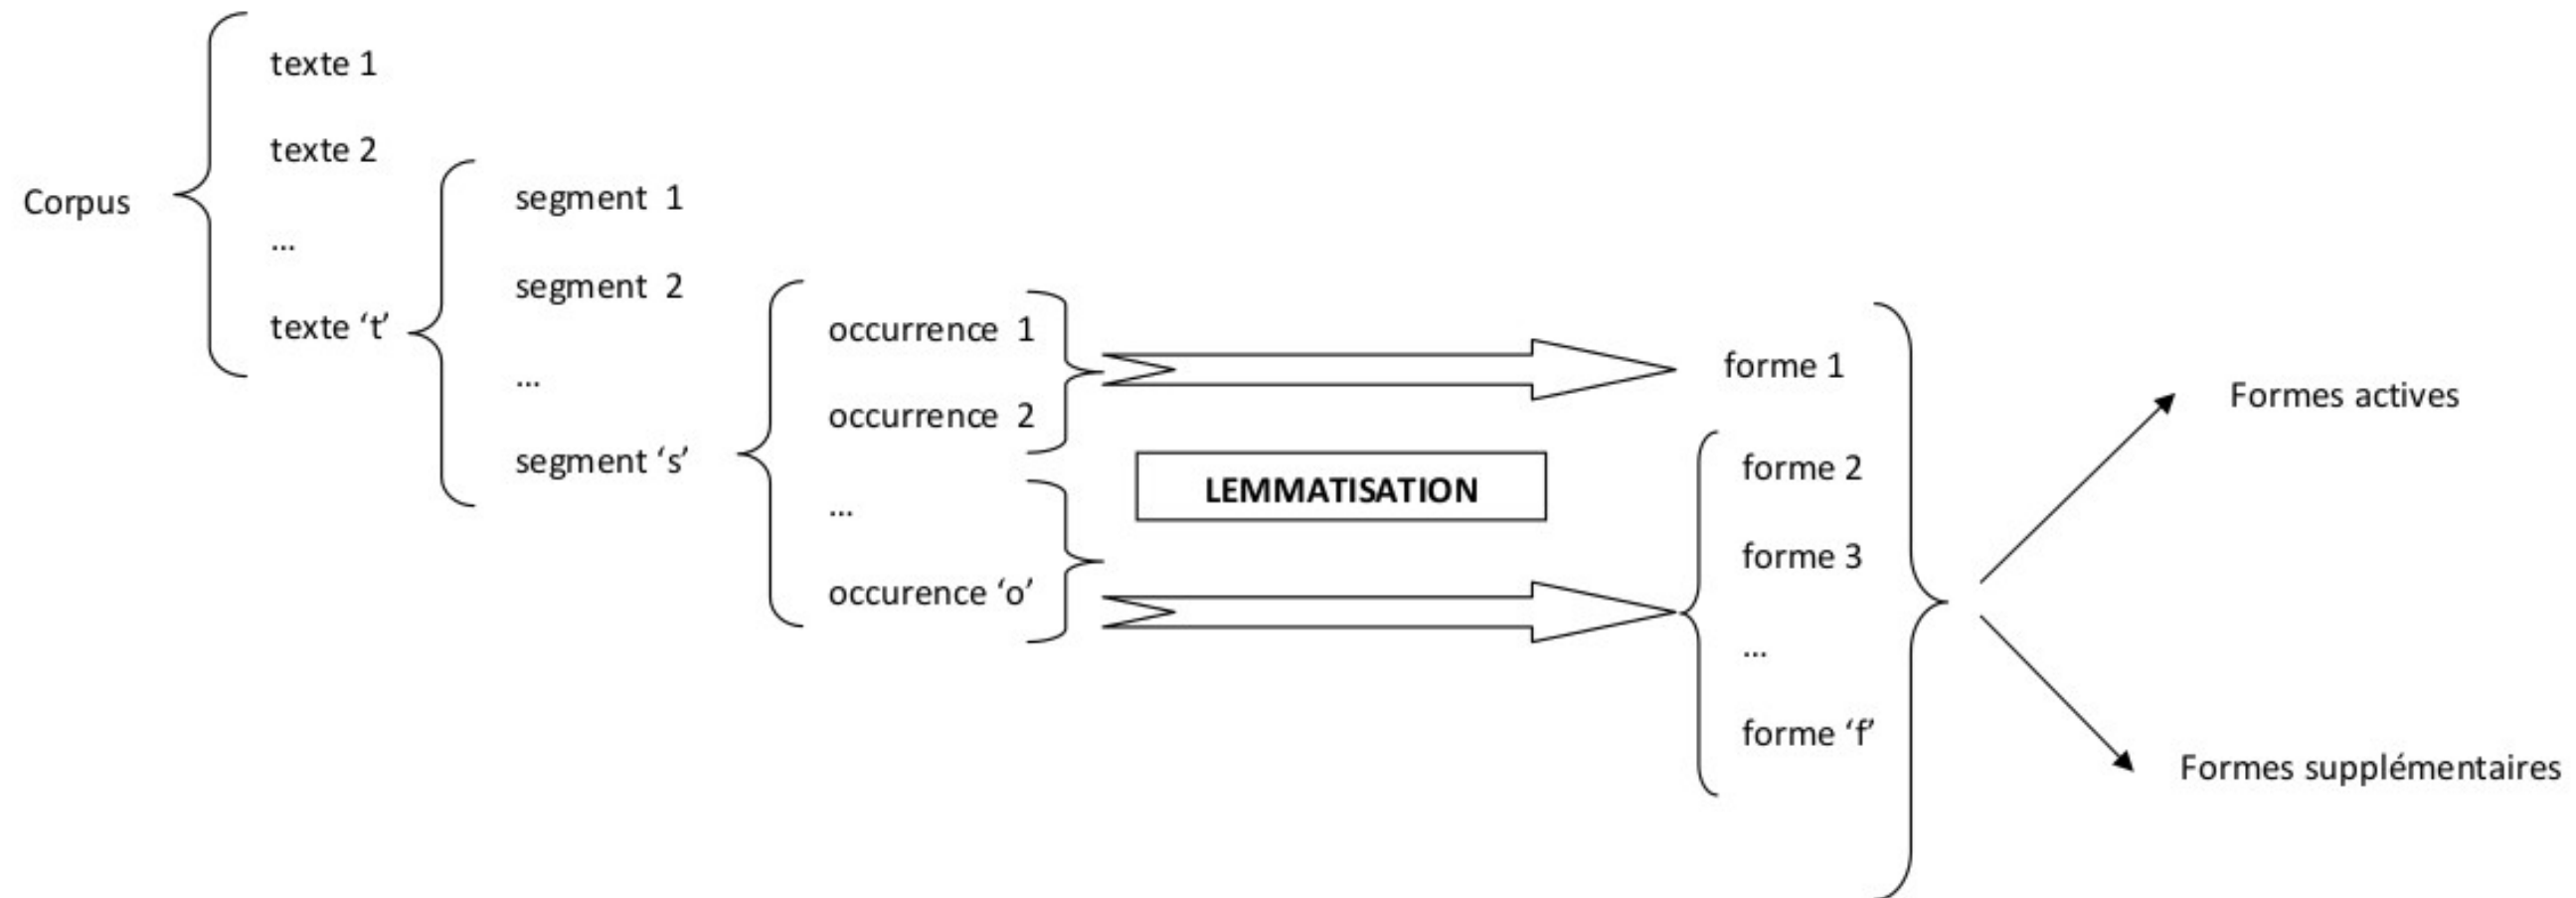 Corpus
texte 1
texte 2
...
texte ‘t’
segment 1
segment 2
...
segment ‘s’
occurrence 1
occurrence 2
...
occurence ‘o’
LEMMATISATION
forme 1
forme 2
forme 3
...
forme ‘f’
Formes actives
Formes supplémentaires